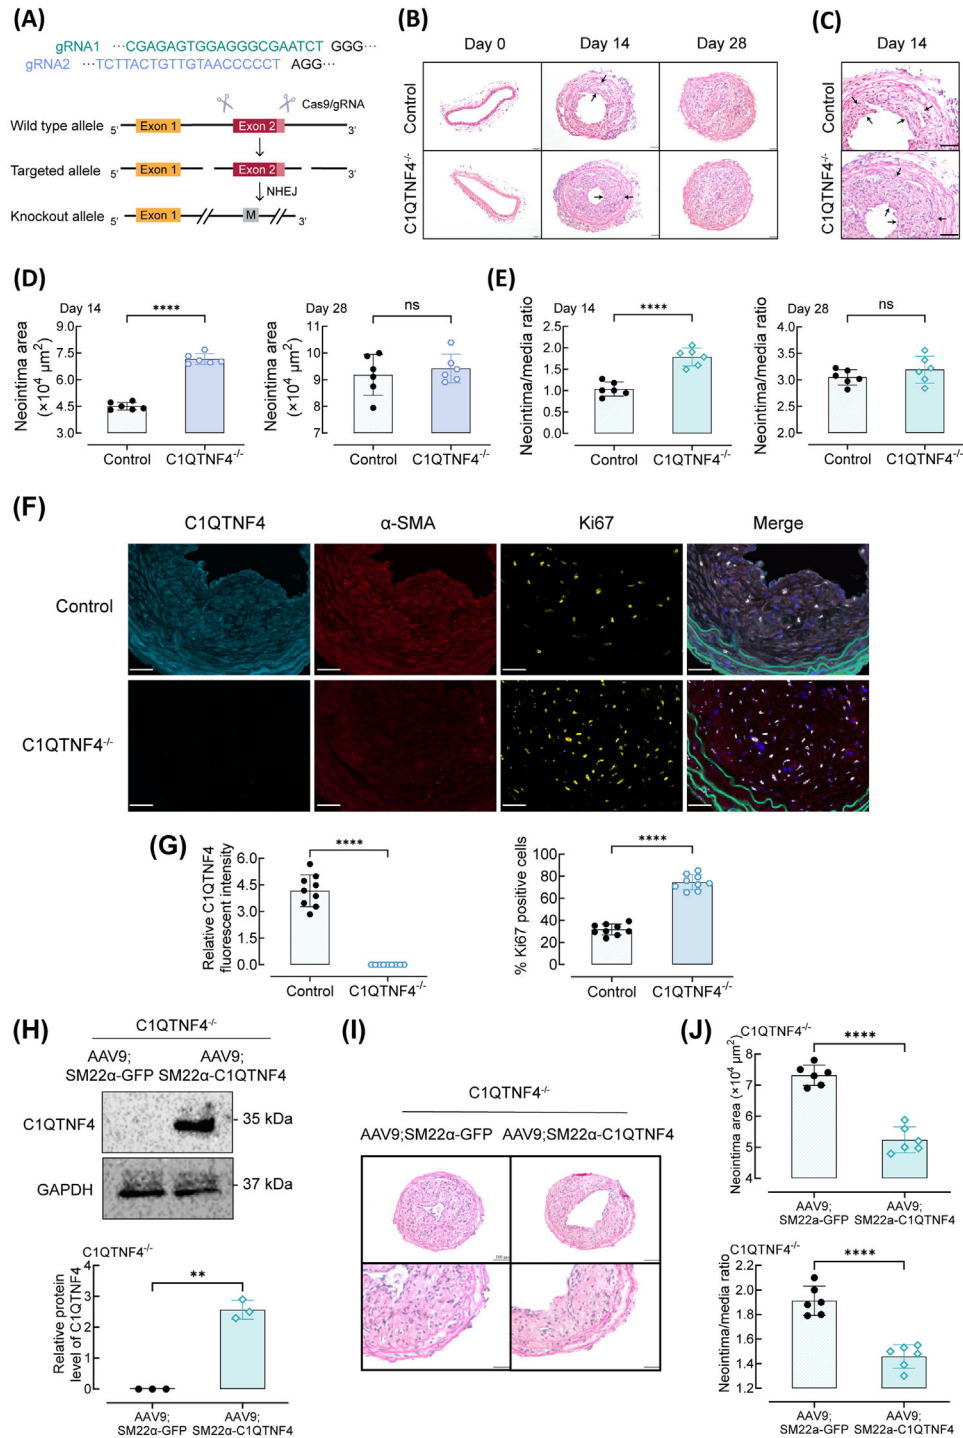 (A)
gRNA1 ···CGAGAGTGGAGGGCGAATCT GGG···
gRNA2 ···TCTTACTGTTGTAACCCCCT AGG···
Cas9/gRNA
Wild type allele 5' Exon 1 Exon 2 3'
Targeted allele Exon 1 Exon 2
NHEJ
Knockout allele 5' Exon 1 M 3'
(B)
Day 0 Day 14 Day 28
Control
C1QTNF4-/-
(C)
Day 14
Control
C1QTNF4-/-
(D)
Day 14
Neointima area
(×10⁴ μm²)
9.0
7.5
6.0
4.5
3.0
****
Control C1QTNF4-/-
Day 28
Neointima area
(×10⁴ μm²)
11
10
9
8
7
ns
Control C1QTNF4-/-
(E)
Day 14
Neointima/media ratio
2.5
2.0
1.5
1.0
0.5
0.0
****
Control C1QTNF4-/-
Day 28
Neointima/media ratio
4.0
3.5
3.0
2.5
2.0
ns
Control C1QTNF4-/-
(F)
C1QTNF4 α-SMA Ki67 Merge
Control
C1QTNF4-/-
(G)
Relative C1QTNF4
fluorescent intensity
6.0
4.5
3.0
1.5
0.0
****
Control C1QTNF4-/-
% Ki67 positive cells
100
80
60
40
20
0
****
Control C1QTNF4-/-
(H)
C1QTNF4-/-
AAV9; AAV9;
SM22α-GFP SM22α-C1QTNF4
C1QTNF4 - 35 kDa
GAPDH - 37 kDa
C1QTNF4-/-
Relative protein
level of C1QTNF4
4
3
2
1
0
**
AAV9; AAV9;
SM22α-GFP SM22α-C1QTNF4
(I)
C1QTNF4-/-
AAV9;SM22α-GFP AAV9;SM22α-C1QTNF4
(J)
C1QTNF4-/-
Neointima area (×10⁴ μm²)
8
7
6
5
4
****
AAV9; AAV9;
SM22a-GFP SM22a-C1QTNF4
C1QTNF4-/-
Neointima/media ratio
2.2
2.0
1.8
1.6
1.4
1.2
****
AAV9; AAV9;
SM22a-GFP SM22a-C1QTNF4